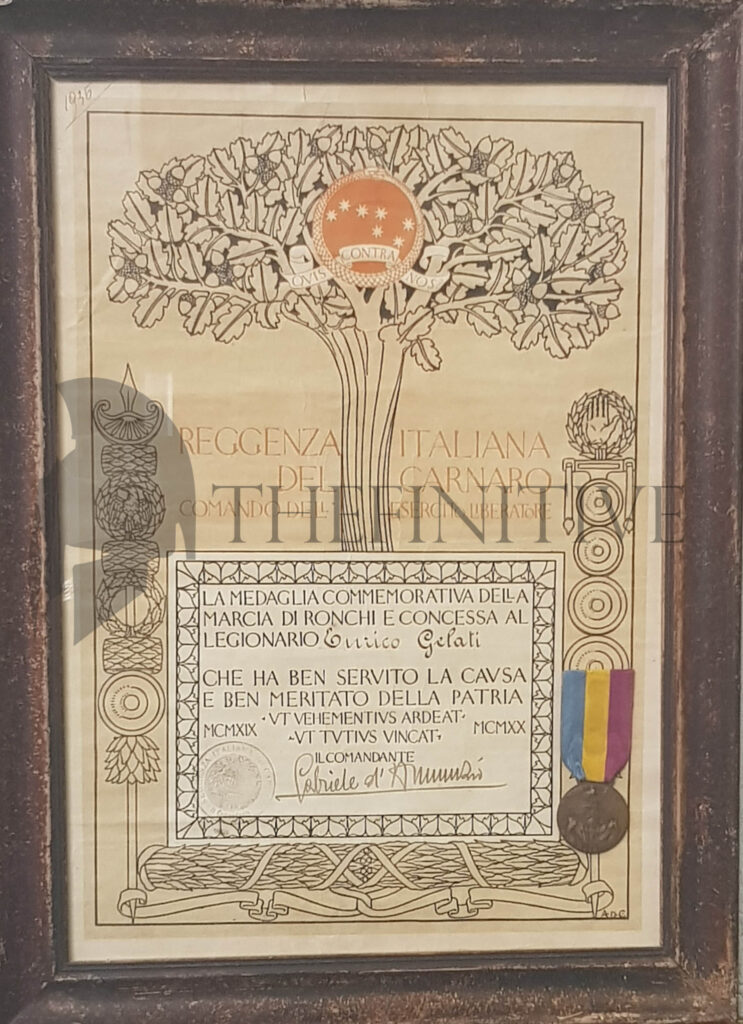 1936
QVIS CONTRA NOS
REGGENZA ITALIANA
DEL CARNARO
COMANDO DELL' ESERCITO LIBERATORE
THEFINITIVE
LA MEDAGLIA COMMEMORATIVA DELLA
MARCIA DI RONCHI E CONCESSA AL
LEGIONARIO Enrico Gelati
CHE HA BEN SERVITO LA CAVSA
E BEN MERITATO DELLA PATRIA
·VT VEHEMENTIVS ARDEAT·
MCMXIX ·VT TVTIVS VINCAT· MCMXX
IL COMANDANTE
Gabriele d'Annunzio
A·D·C·